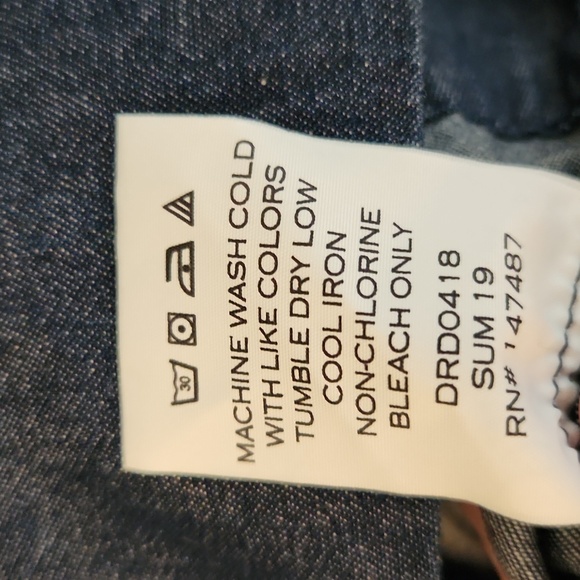 30
MACHINE WASH COLD
WITH LIKE COLORS
TUMBLE DRY LOW
COOL IRON
NON-CHLORINE
BLEACH ONLY
DRD0418
SUM 19
RN# 147487